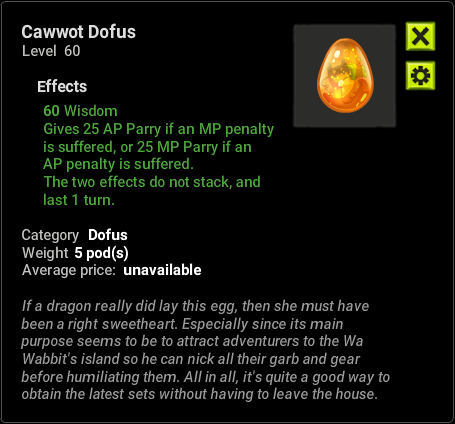 Cawwot Dofus
Level 60
Effects
60 Wisdom
Gives 25 AP Parry if an MP penalty
is suffered, or 25 MP Parry if an
AP penalty is suffered.
The two effects do not stack, and
last 1 turn.
Category Dofus
Weight 5 pod(s)
Average price: unavailable
If a dragon really did lay this egg, then she must have
been a right sweetheart. Especially since its main
purpose seems to be to attract adventurers to the Wa
Wabbit's island so he can nick all their garb and gear
before humiliating them. All in all, it's quite a good way to
obtain the latest sets without having to leave the house.